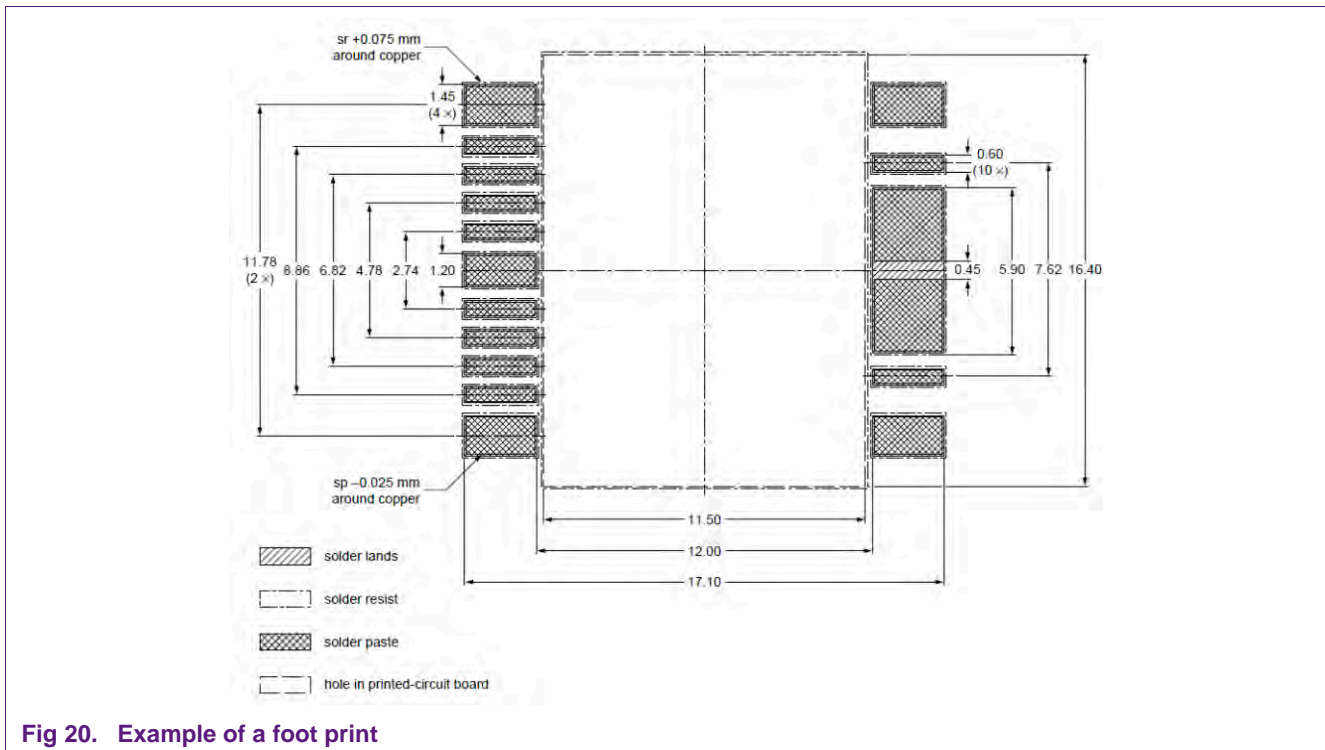 sr +0.075 mm
around copper
1.45
(4 ×)
0.60
(10 ×)
11.78
(2 ×)
8.86
6.82
4.78
2.74
1.20
0.45
5.90
7.62
16.40
sp –0.025 mm
around copper
11.50
12.00
17.10
solder lands
solder resist
solder paste
hole in printed-circuit board
Fig 20. Example of a foot print